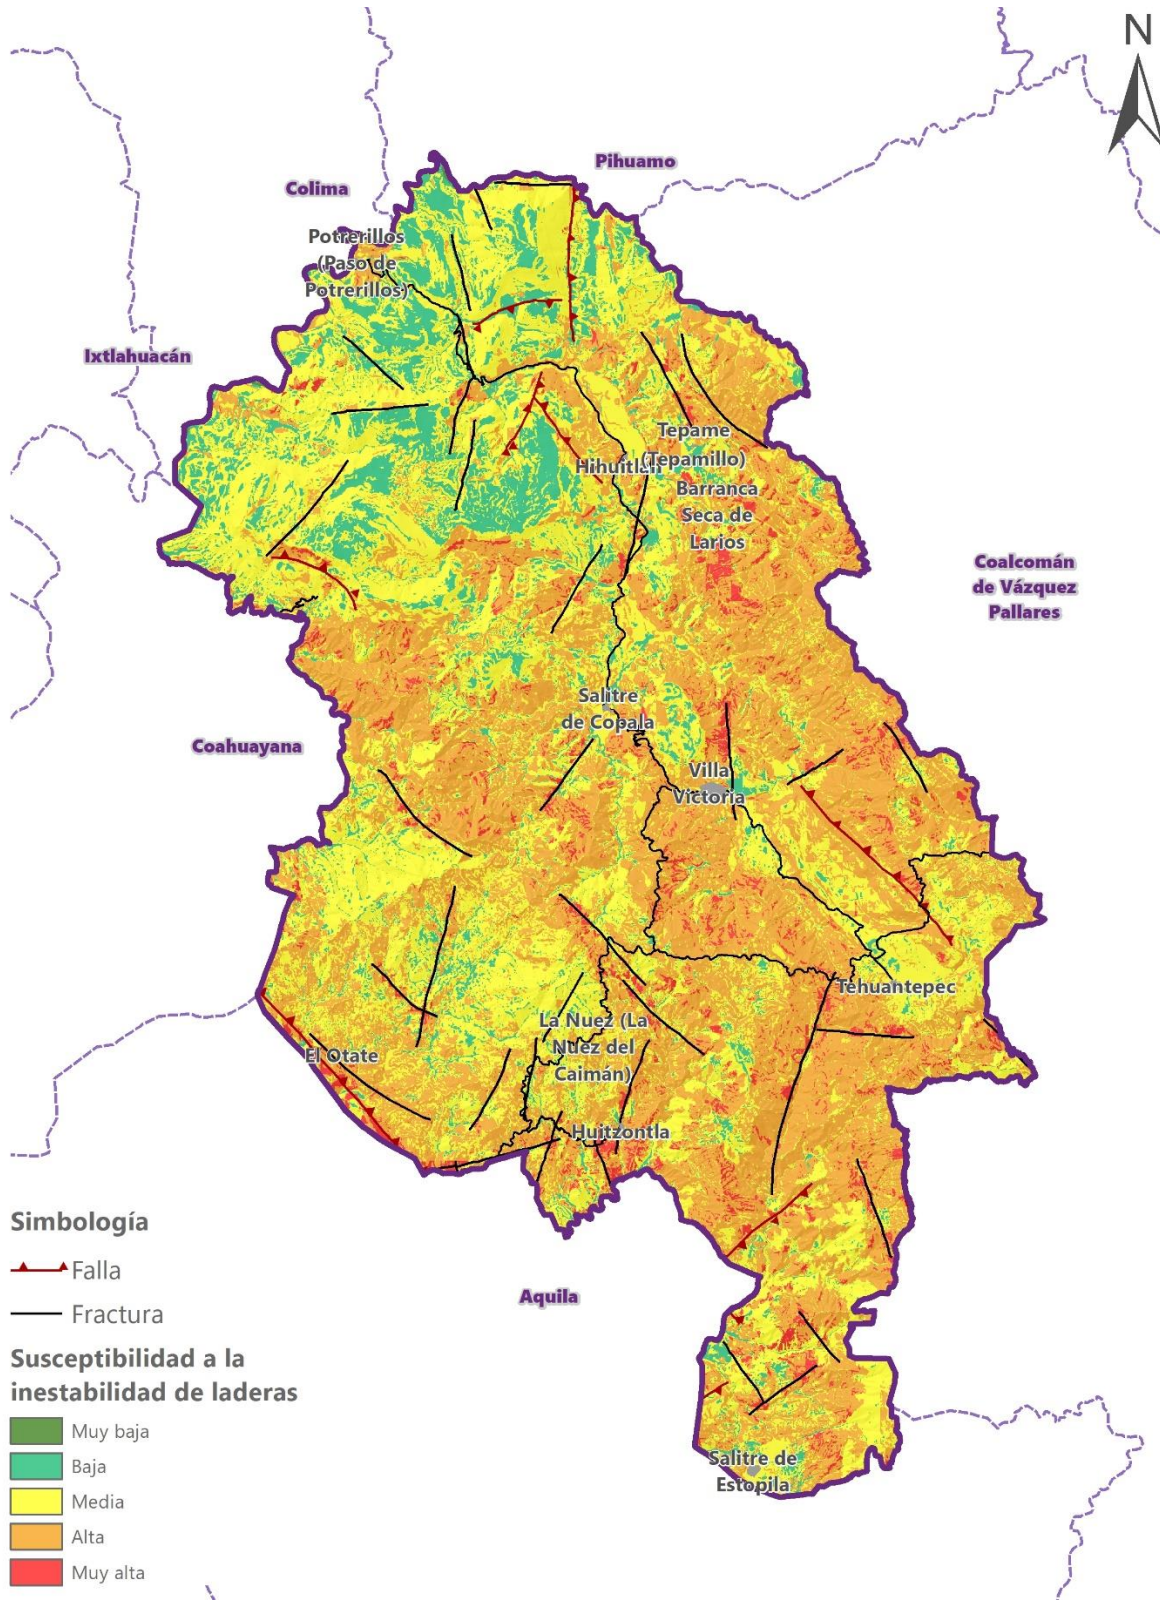 N
Pihuamo
Colima
Potrerillos
(Paso de
Potrerillos)
Ixtlahuacán
Tepame
(Tepamillo)
Hihuitlán
Barranca
Seca de
Larios
Coalcomán
de Vázquez
Pallares
Salitre
de Copala
Coahuayana
Villa
Victoria
Tehuantepec
La Nuez (La
Nuez del
Caimán)
El Otate
Huitzontla
Aquila
Salitre de
Estopila
Simbología
Falla
Fractura
Susceptibilidad a la
inestabilidad de laderas
Muy baja
Baja
Media
Alta
Muy alta